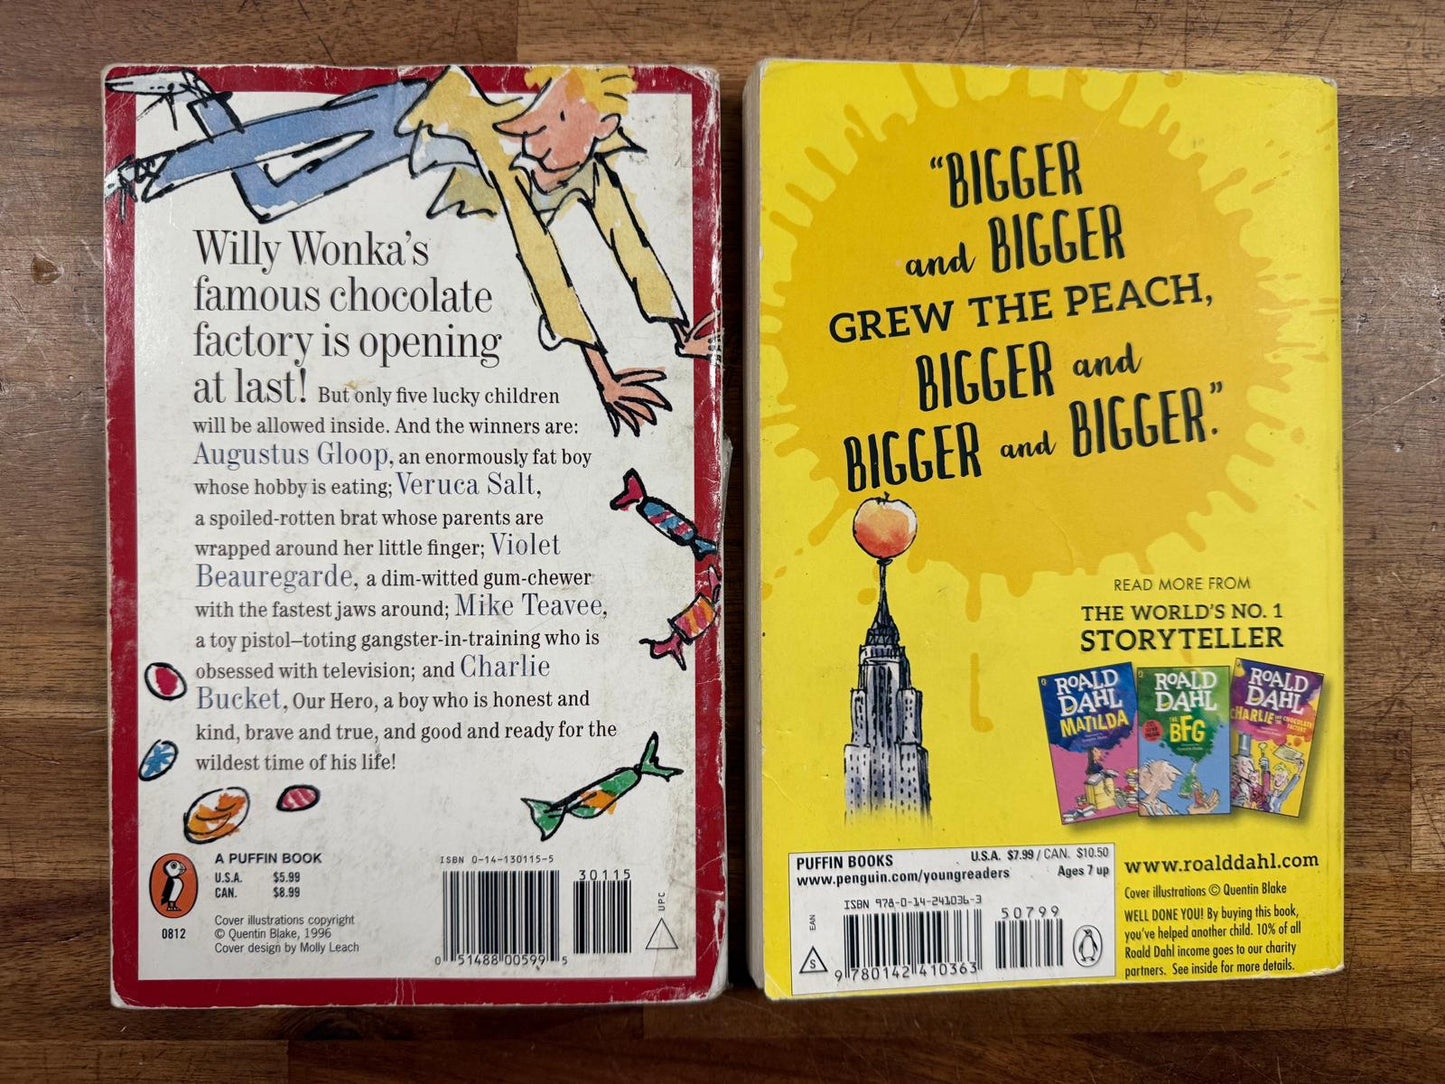 Willy Wonka's
famous chocolate
factory is opening
at last! But only five lucky children
will be allowed inside. And the winners are:
Augustus Gloop, an enormously fat boy
whose hobby is eating; Veruca Salt,
a spoiled-rotten brat whose parents are
wrapped around her little finger; Violet
Beauregarde, a dim-witted gum-chewer
with the fastest jaws around; Mike Teavee,
a toy pistol–toting gangster-in-training who is
obsessed with television; and Charlie
Bucket, Our Hero, a boy who is honest and
kind, brave and true, and good and ready for the
wildest time of his life!
A PUFFIN BOOK
U.S.A. $5.99
CAN. $8.99
0812
Cover illustrations copyright
© Quentin Blake, 1996
Cover design by Molly Leach
ISBN 0-14-130115-5
30115
UPC
0 51488 00599 5
“BIGGER
and BIGGER
GREW THE PEACH,
BIGGER and
BIGGER and BIGGER.”
READ MORE FROM
THE WORLD'S NO. 1
STORYTELLER
ROALD
DAHL
MATILDA
ROALD
DAHL
THE
BFG
ROALD
DAHL
CHARLIE AND THE CHOCOLATE
FACTORY
PUFFIN BOOKS
U.S.A. $7.99 / CAN. $10.50
www.penguin.com/youngreaders
Ages 7 up
ISBN 978-0-14-241036-3
50799
EAN
S
9 780142 410363
www.roalddahl.com
Cover illustrations © Quentin Blake
WELL DONE YOU! By buying this book,
you've helped another child. 10% of all
Roald Dahl income goes to our charity
partners. See inside for more details.